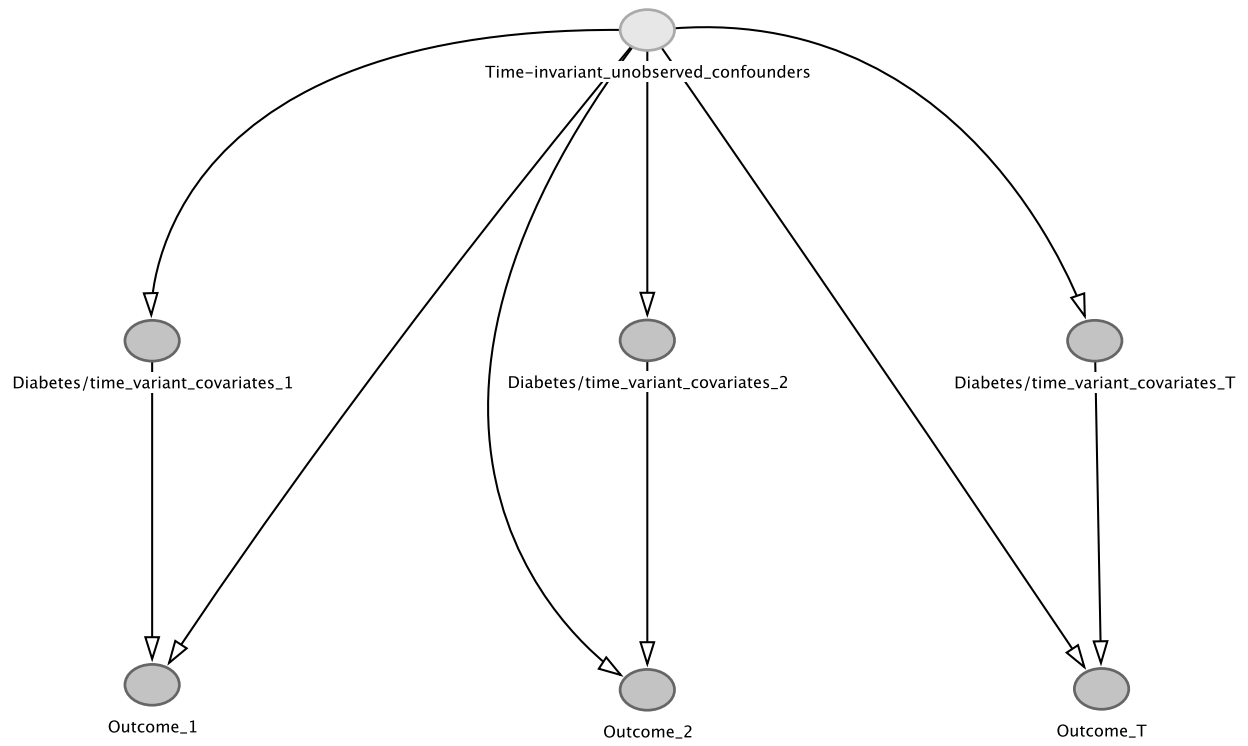 Time-invariant_unobserved_confounders
Diabetes/time_variant_covariates_1
Diabetes/time_variant_covariates_2
Diabetes/time_variant_covariates_T
Outcome_1
Outcome_2
Outcome_T